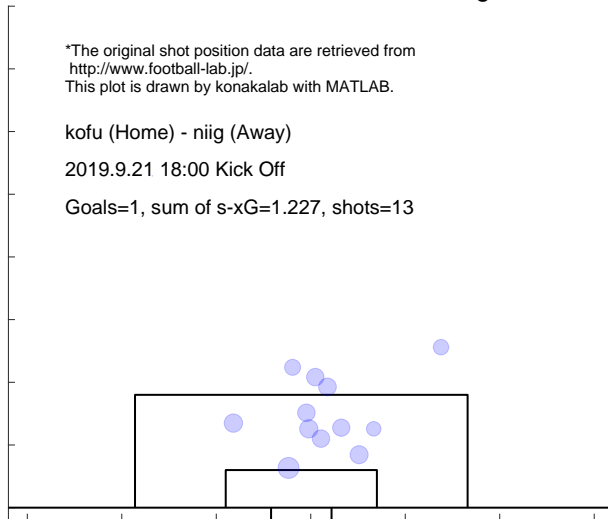 *The original shot position data are retrieved from
http://www.football-lab.jp/.
This plot is drawn by konakalab with MATLAB.
kofu (Home) - niig (Away)
2019.9.21 18:00 Kick Off
Goals=1, sum of s-xG=1.227, shots=13